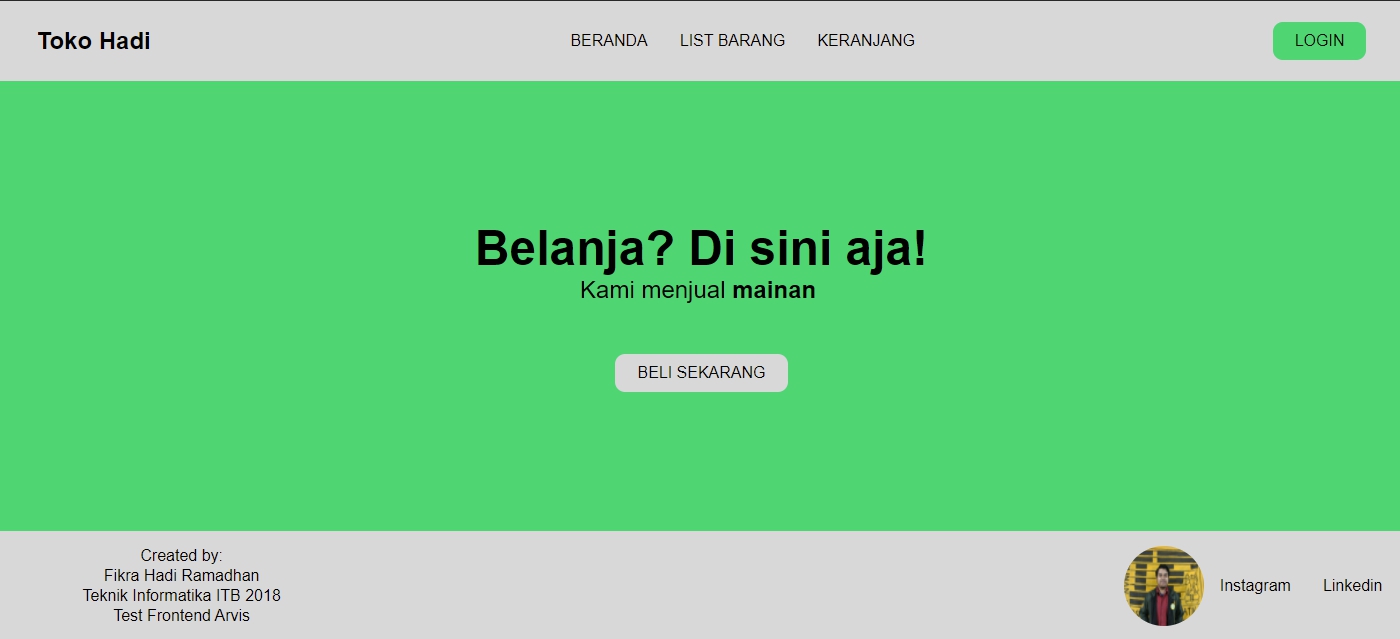 Toko Hadi
BERANDA LIST BARANG KERANJANG
LOGIN
Belanja? Di sini aja!
Kami menjual mainan
BELI SEKARANG
Created by:
Fikra Hadi Ramadhan
Teknik Informatika ITB 2018
Test Frontend Arvis
Instagram Linkedin